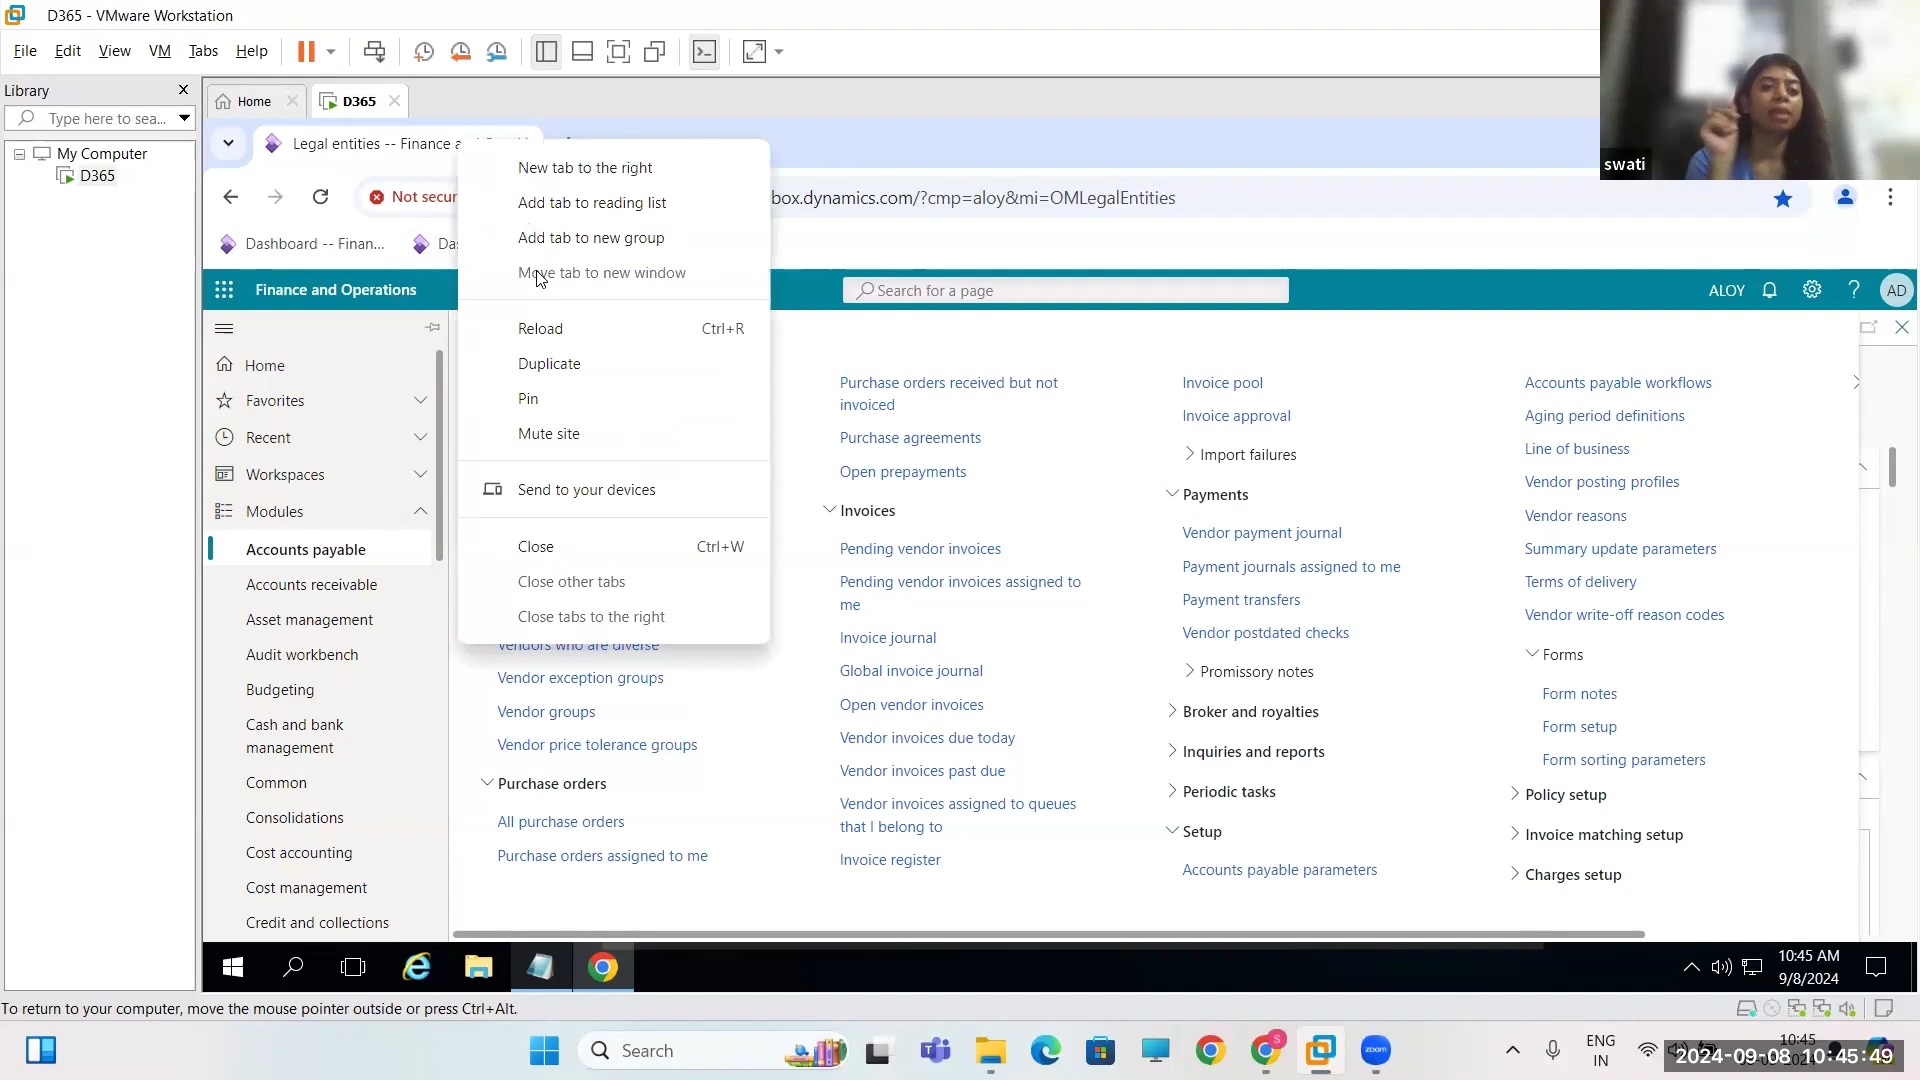 D365 - VMware Workstation
File Edit View VM Tabs Help
Library
Type here to sea...
My Computer
D365
Home
D365
Legal entities -- Finance
Not secur
box.dynamics.com/?cmp=aloy&mi=OMLegalEntities
Dashboard -- Finan...
Finance and Operations
Search for a page
ALOY
AD
New tab to the right
Add tab to reading list
Add tab to new group
Move tab to new window
Reload Ctrl+R
Duplicate
Pin
Mute site
Send to your devices
Close Ctrl+W
Close other tabs
Close tabs to the right
Home
Favorites
Recent
Workspaces
Modules
Accounts payable
Accounts receivable
Asset management
Audit workbench
Budgeting
Cash and bank
management
Common
Consolidations
Cost accounting
Cost management
Credit and collections
Vendors who are diverse
Vendor exception groups
Vendor groups
Vendor price tolerance groups
Purchase orders
All purchase orders
Purchase orders assigned to me
Purchase orders received but not
invoiced
Purchase agreements
Open prepayments
Invoices
Pending vendor invoices
Pending vendor invoices assigned to
me
Invoice journal
Global invoice journal
Open vendor invoices
Vendor invoices due today
Vendor invoices past due
Vendor invoices assigned to queues
that I belong to
Invoice register
Invoice pool
Invoice approval
Import failures
Payments
Vendor payment journal
Payment journals assigned to me
Payment transfers
Vendor postdated checks
Promissory notes
Broker and royalties
Inquiries and reports
Periodic tasks
Setup
Accounts payable parameters
Accounts payable workflows
Aging period definitions
Line of business
Vendor posting profiles
Vendor reasons
Summary update parameters
Terms of delivery
Vendor write-off reason codes
Forms
Form notes
Form setup
Form sorting parameters
Policy setup
Invoice matching setup
Charges setup
swati
10:45 AM
9/8/2024
To return to your computer, move the mouse pointer outside or press Ctrl+Alt.
Search
zoom
S
ENG
IN
10:45
2024-09-08 10:45:49